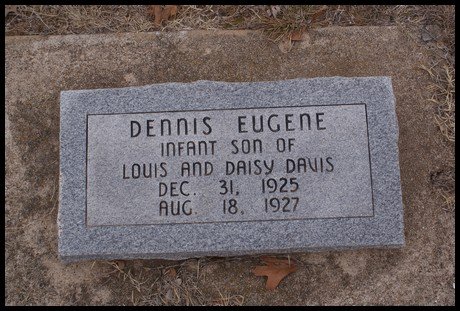 DENNIS EUGENE
INFANT SON OF
LOUIS AND DAISY DAVIS
DEC. 31, 1925
AUG. 18, 1927